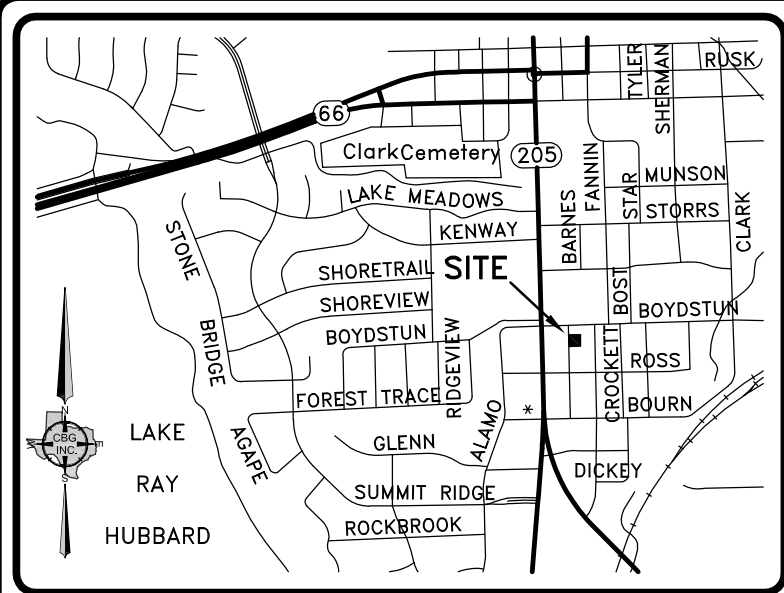 TYLER
SHERMAN
RUSK
66
ClarkCemetery
205
FANNIN
STAR
MUNSON
LAKE MEADOWS
BARNES
STORRS
CLARK
KENWAY
STONE BRIDGE
SHORETRAIL
SITE
SHOREVIEW
BOST
BOYDSTUN
BOYDSTUN
RIDGEVIEW
CROCKETT
ROSS
FOREST TRACE
BOURN
ALAMO
*
N
W
E
S
CBG
INC.
LAKE
RAY
HUBBARD
AGAPE
GLENN
DICKEY
SUMMIT RIDGE
ROCKBROOK